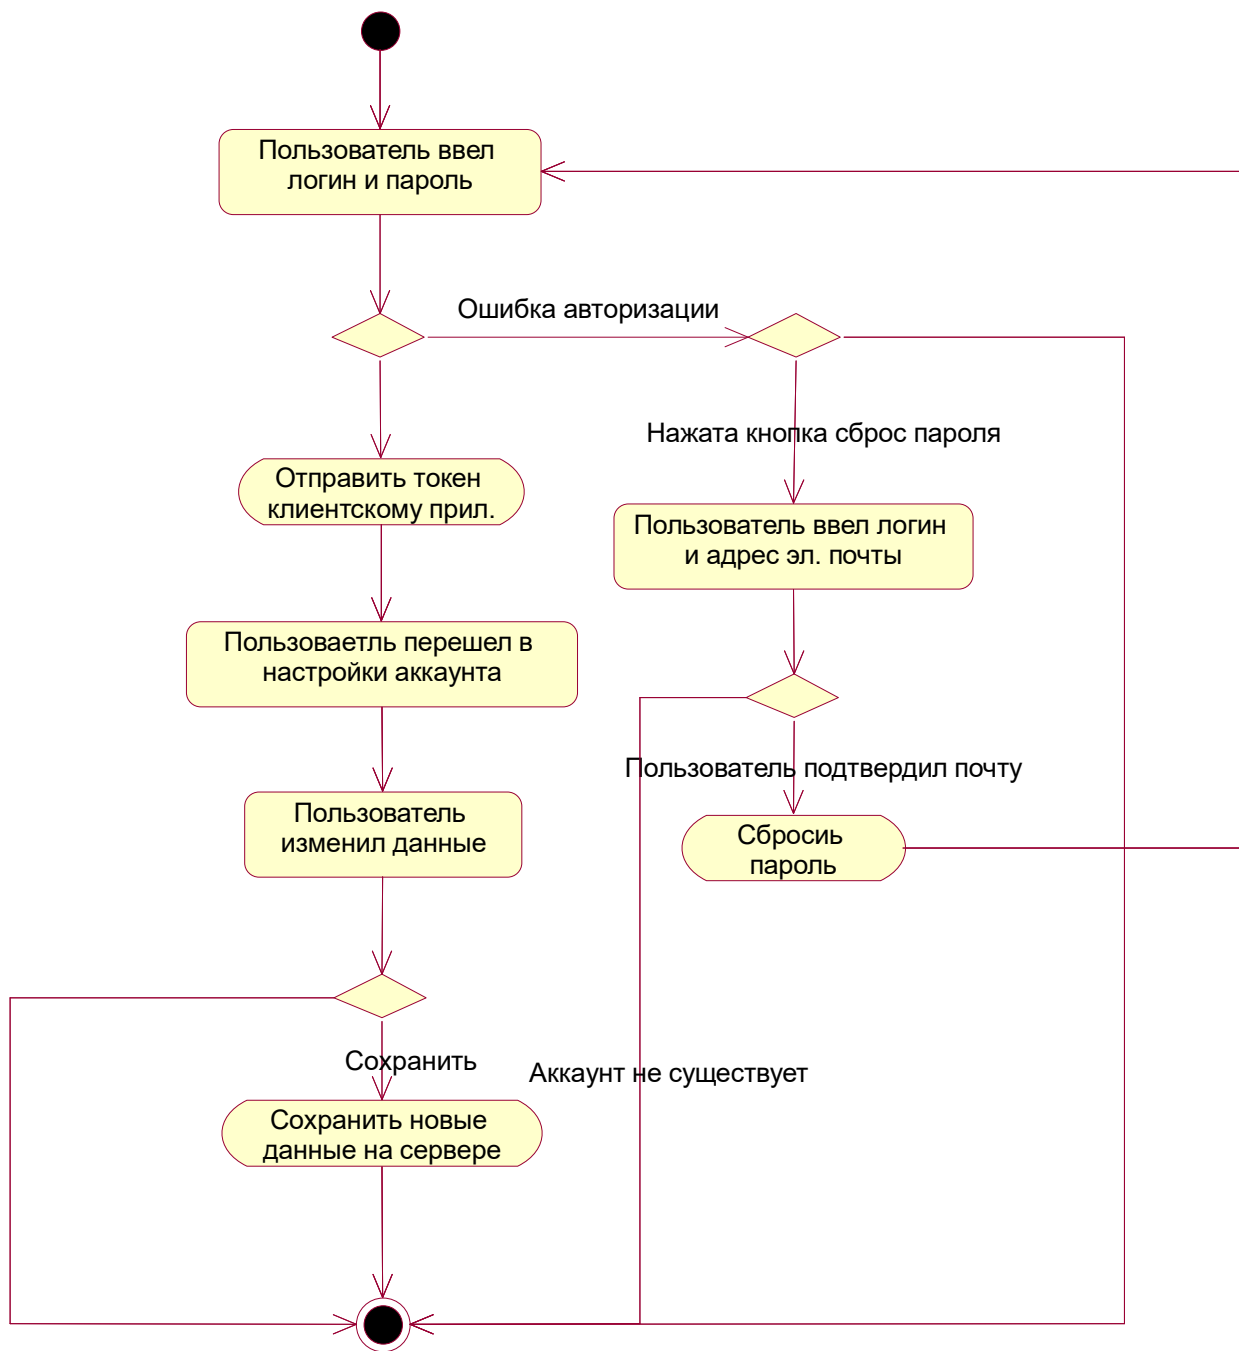 Пользователь ввел
логин и пароль
Ошибка авторизации
Нажата кнопка сброс пароля
Отправить токен
клиентскому прил.
Пользователь ввел логин
и адрес эл. почты
Пользоваетль перешел в
настройки аккаунта
Пользователь подтвердил почту
Пользователь
изменил данные
Сбросиь
пароль
Сохранить
Аккаунт не существует
Сохранить новые
данные на сервере